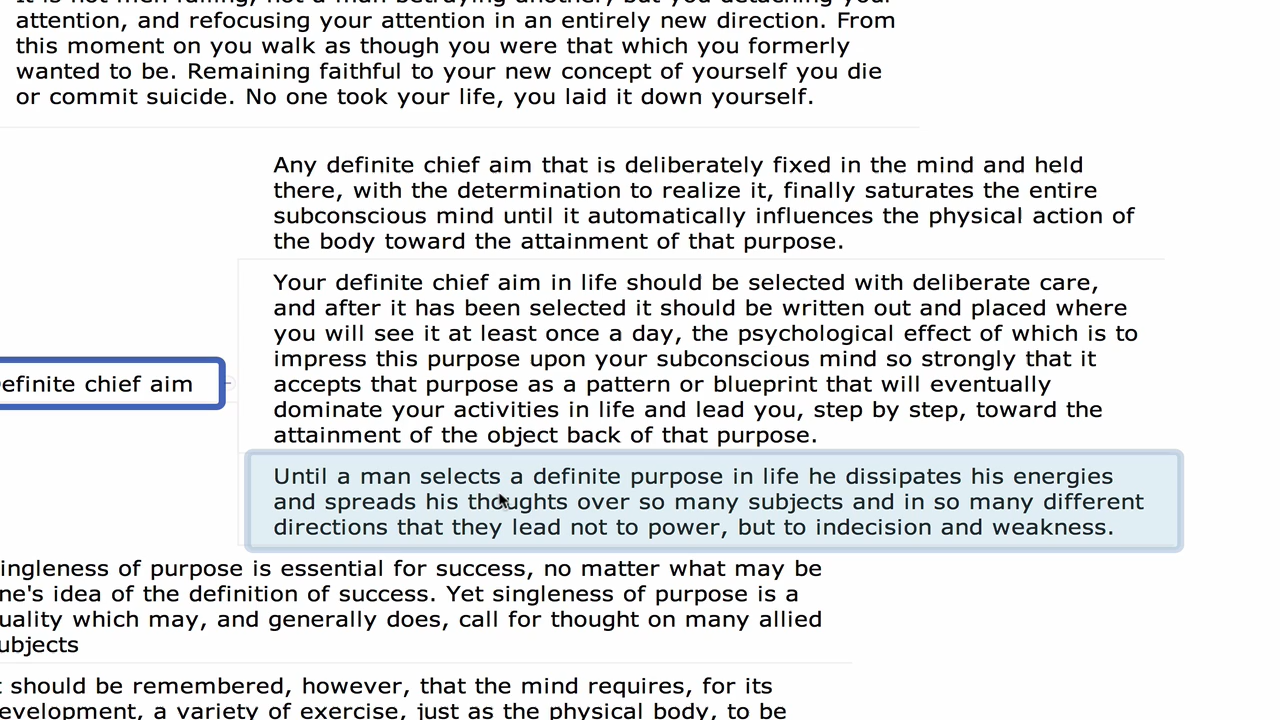 attention, and refocusing your attention in an entirely new direction. From
this moment on you walk as though you were that which you formerly
wanted to be. Remaining faithful to your new concept of yourself you die
or commit suicide. No one took your life, you laid it down yourself.
Any definite chief aim that is deliberately fixed in the mind and held
there, with the determination to realize it, finally saturates the entire
subconscious mind until it automatically influences the physical action of
the body toward the attainment of that purpose.
Your definite chief aim in life should be selected with deliberate care,
and after it has been selected it should be written out and placed where
you will see it at least once a day, the psychological effect of which is to
impress this purpose upon your subconscious mind so strongly that it
accepts that purpose as a pattern or blueprint that will eventually
dominate your activities in life and lead you, step by step, toward the
attainment of the object back of that purpose.
efinite chief aim
Until a man selects a definite purpose in life he dissipates his energies
and spreads his thoughts over so many subjects and in so many different
directions that they lead not to power, but to indecision and weakness.
ingleness of purpose is essential for success, no matter what may be
ne's idea of the definition of success. Yet singleness of purpose is a
uality which may, and generally does, call for thought on many allied
ubjects
t should be remembered, however, that the mind requires, for its
evelopment, a variety of exercise, just as the physical body, to be